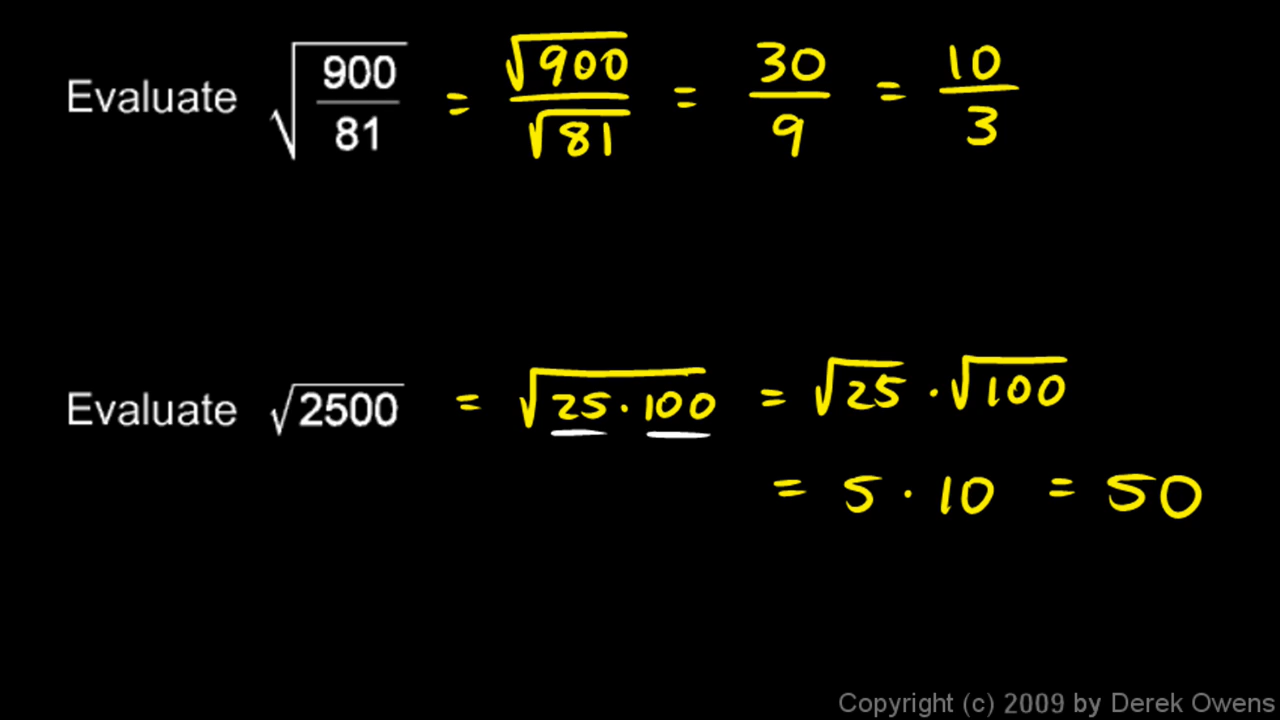 Evaluate √(900/81) = √900/√81 = 30/9 = 10/3
Evaluate √2500 = √(25 · 100) = √25 · √100
= 5 · 10 = 50
Copyright (c) 2009 by Derek Owens